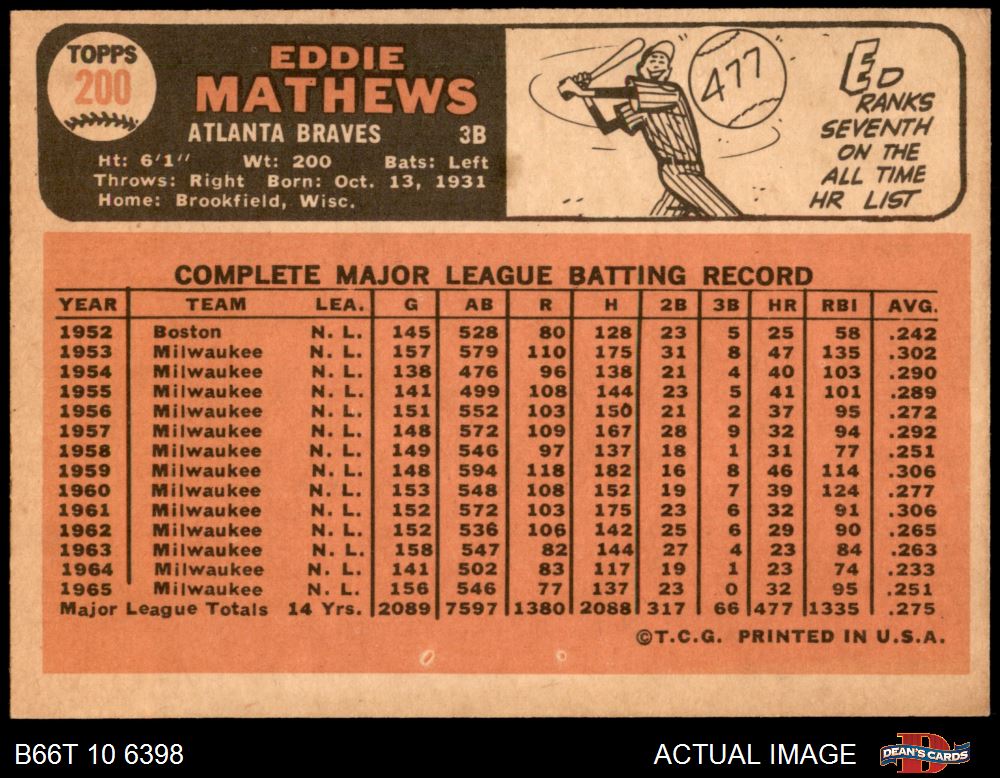 TOPPS
200
EDDIE
MATHEWS
ATLANTA BRAVES 3B
Ht: 6'1" Wt: 200 Bats: Left
Throws: Right Born: Oct. 13, 1931
Home: Brookfield, Wisc.
477
ED
RANKS
SEVENTH
ON THE
ALL TIME
HR LIST
COMPLETE MAJOR LEAGUE BATTING RECORD
YEAR TEAM LEA. G AB R H 2B 3B HR RBI AVG.
1952 Boston N. L. 145 528 80 128 23 5 25 58 .242
1953 Milwaukee N. L. 157 579 110 175 31 8 47 135 .302
1954 Milwaukee N. L. 138 476 96 138 21 4 40 103 .290
1955 Milwaukee N. L. 141 499 108 144 23 5 41 101 .289
1956 Milwaukee N. L. 151 552 103 150 21 2 37 95 .272
1957 Milwaukee N. L. 148 572 109 167 28 9 32 94 .292
1958 Milwaukee N. L. 149 546 97 137 18 1 31 77 .251
1959 Milwaukee N. L. 148 594 118 182 16 8 46 114 .306
1960 Milwaukee N. L. 153 548 108 152 19 7 39 124 .277
1961 Milwaukee N. L. 152 572 103 175 23 6 32 91 .306
1962 Milwaukee N. L. 152 536 106 142 25 6 29 90 .265
1963 Milwaukee N. L. 158 547 82 144 27 4 23 84 .263
1964 Milwaukee N. L. 141 502 83 117 19 1 23 74 .233
1965 Milwaukee N. L. 156 546 77 137 23 0 32 95 .251
Major League Totals 14 Yrs. 2089 7597 1380 2088 317 66 477 1335 .275
©T.C.G. PRINTED IN U.S.A.
B66T 10 6398
ACTUAL IMAGE
DEAN'S CARDS